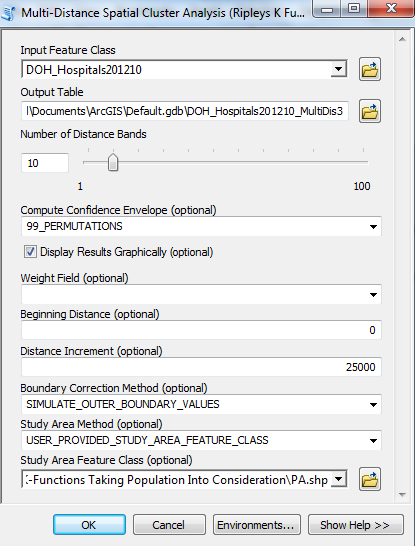 Multi-Distance Spatial Cluster Analysis (Ripleys K Fu...
Input Feature Class
DOH_Hospitals201210
Output Table
l\Documents\ArcGIS\Default.gdb\DOH_Hospitals201210_MultiDis3
Number of Distance Bands
10
1 100
Compute Confidence Envelope (optional)
99_PERMUTATIONS
Display Results Graphically (optional)
Weight Field (optional)
Beginning Distance (optional)
0
Distance Increment (optional)
25000
Boundary Correction Method (optional)
SIMULATE_OUTER_BOUNDARY_VALUES
Study Area Method (optional)
USER_PROVIDED_STUDY_AREA_FEATURE_CLASS
Study Area Feature Class (optional)
-Functions Taking Population Into Consideration\PA.shp
OK Cancel Environments... Show Help >>